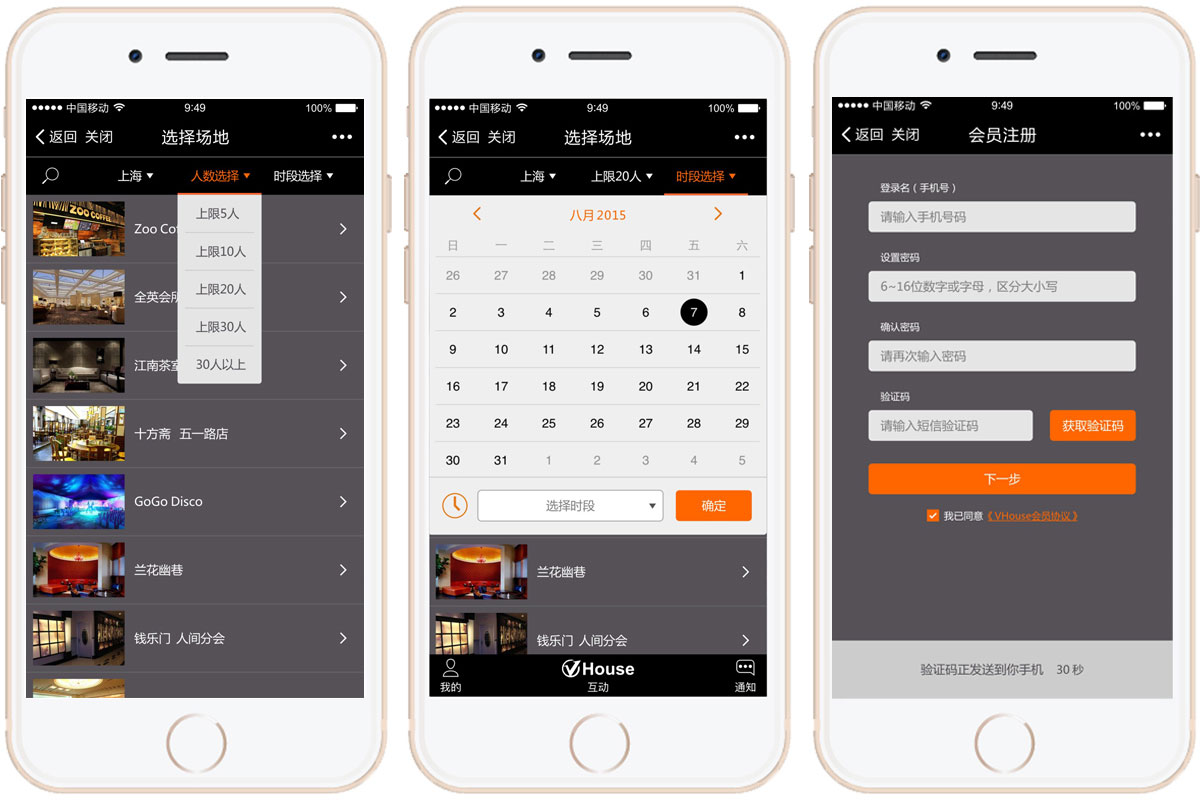 中国移动 9:49 100%
返回 关闭 选择场地
上海 人数选择 时段选择
ZOO COFFEE
Zoo Co
上限5人
上限10人
全英会所
上限20人
上限30人
江南茶室
30人以上
十方斋 五一路店
GoGo Disco
兰花幽巷
钱乐门 人间分会
中国移动 9:49 100%
返回 关闭 选择场地
上海 上限20人 时段选择
八月 2015
日 一 二 三 四 五 六
26 27 28 29 30 31 1
2 3 4 5 6 7 8
9 10 11 12 13 14 15
16 17 18 19 20 21 22
23 24 25 26 27 28 29
30 31 1 2 3 4 5
选择时段 确定
兰花幽巷
钱乐门 人间分会
VHouse
我的 互动 通知
中国移动 9:49 100%
返回 关闭 会员注册
登录名 ( 手机号 )
请输入手机号码
设置密码
6~16位数字或字母，区分大小写
确认密码
请再次输入密码
验证码
请输入短信验证码 获取验证码
下一步
我已同意《VHouse会员协议》
验证码正发送到你手机 30 秒